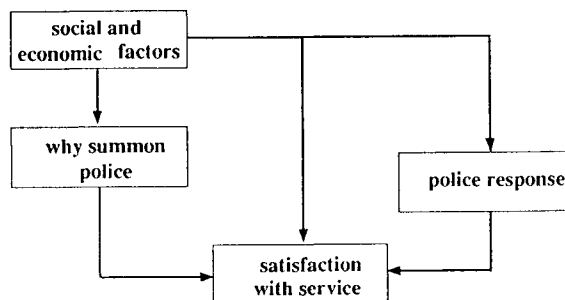 social and
economic factors
why summon
police
police response
satisfaction
with service